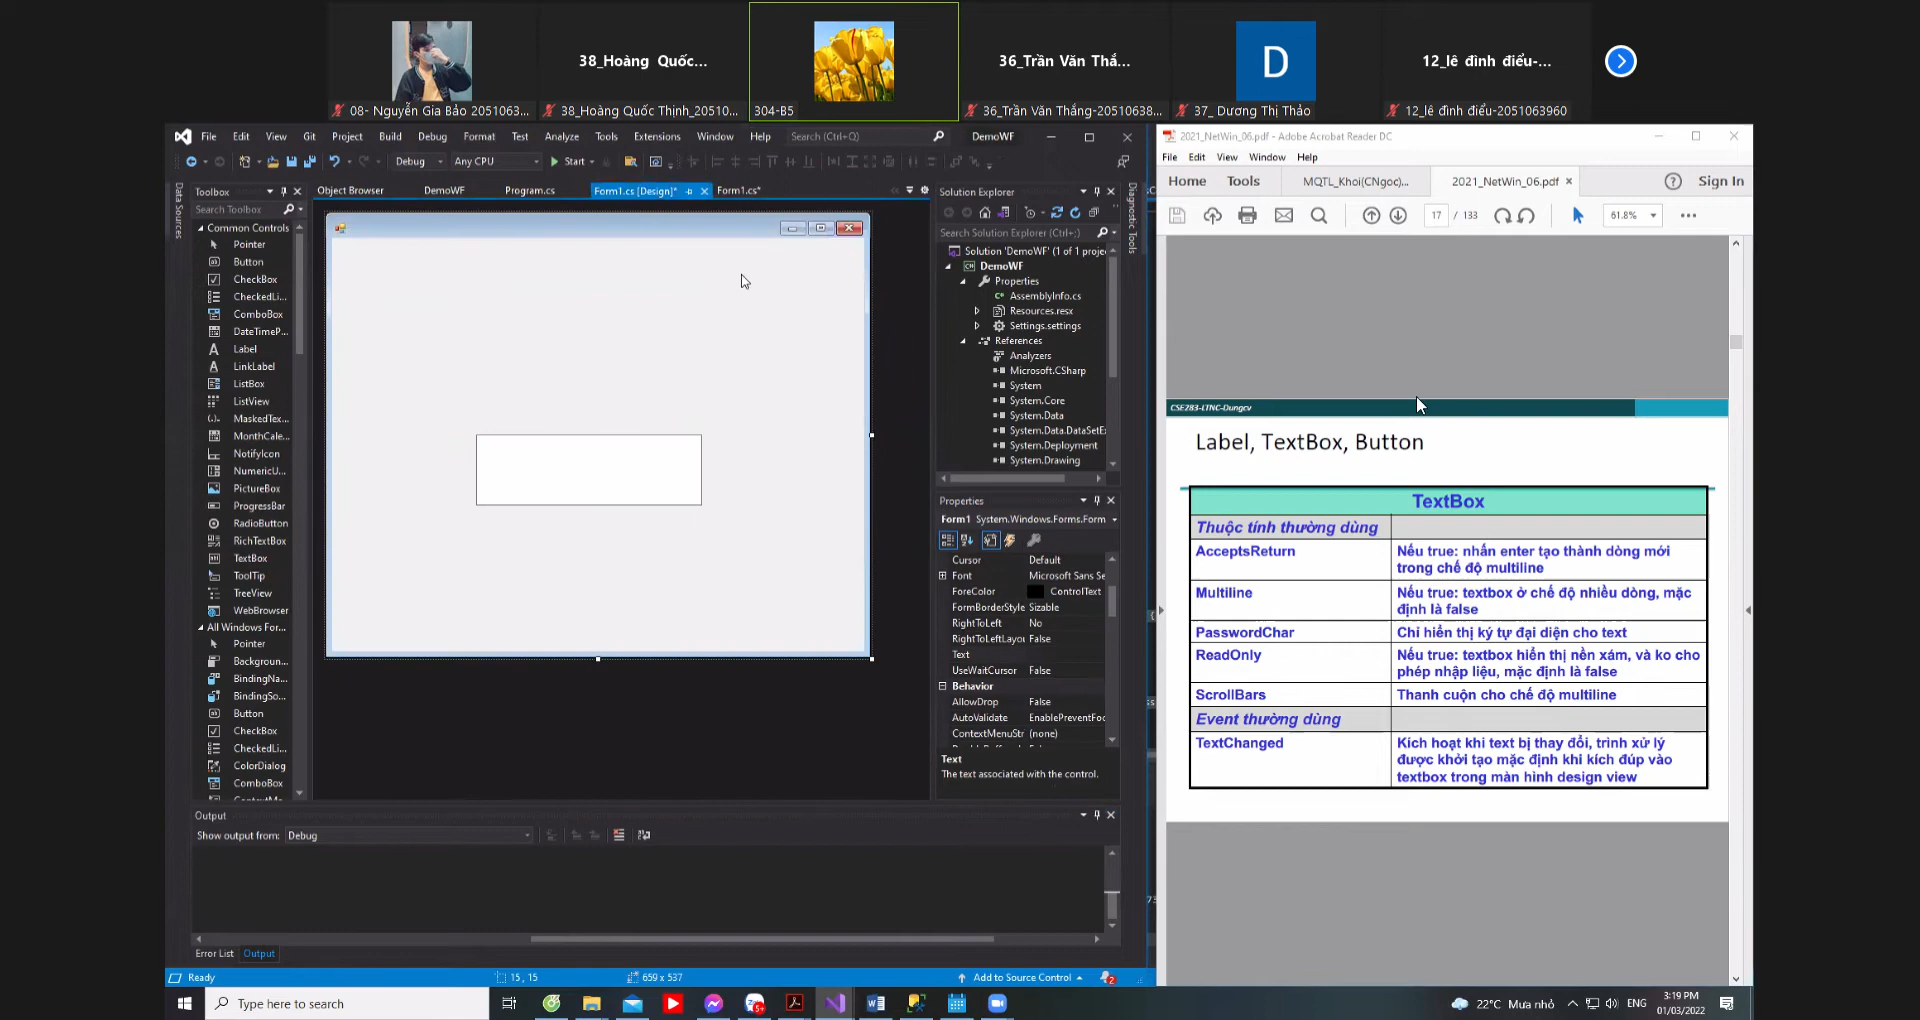 38_Hoàng Quốc...
36_Trần Văn Thắ...
D
12_lê đình điểu-...
08- Nguyễn Gia Bảo 2051063...
38_Hoàng Quốc Thịnh_20510...
304-B5
36_Trần Văn Thắng-20510638...
37_ Dương Thị Thảo
12_lê đình điểu-2051063960
File Edit View Git Project Build Debug Format Test Analyze Tools Extensions Window Help Search (Ctrl+Q) DemoWF
Debug Any CPU Start
Data Sources
Toolbox
Search Toolbox
Common Controls
Pointer
Button
CheckBox
CheckedLi...
ComboBox
DateTimeP...
Label
LinkLabel
ListBox
ListView
MaskedTex...
MonthCale...
NotifyIcon
NumericU...
PictureBox
ProgressBar
RadioButton
RichTextBox
TextBox
ToolTip
TreeView
WebBrowser
All Windows For...
Pointer
Backgroun...
BindingNa...
BindingSo...
Button
CheckBox
CheckedLi...
ColorDialog
ComboBox
Object Browser DemoWF Program.cs Form1.cs [Design]* Form1.cs*
Solution Explorer
Search Solution Explorer (Ctrl+;)
Solution 'DemoWF' (1 of 1 proje
DemoWF
Properties
AssemblyInfo.cs
Resources.resx
Settings.settings
References
Analyzers
Microsoft.CSharp
System
System.Core
System.Data
System.Data.DataSetE
System.Deployment
System.Drawing
Diagnostic Tools
Properties
Form1 System.Windows.Forms.Form
Cursor Default
Font Microsoft Sans Se
ForeColor ControlText
FormBorderStyle Sizable
RightToLeft No
RightToLeftLayou False
Text
UseWaitCursor False
Behavior
AllowDrop False
AutoValidate EnablePreventFoc
ContextMenuStr (none)
Text
The text associated with the control.
Output
Show output from: Debug
Error List Output
Ready 15 , 15 659 x 537 Add to Source Control 2
2021_NetWin_06.pdf - Adobe Acrobat Reader DC
File Edit View Window Help
Home Tools MQTL_Khoi(CNgoc)... 2021_NetWin_06.pdf Sign In
17 / 133 61.8%
CSE283-LTNC-Dungcv
Label, TextBox, Button
TextBox
Thuộc tính thường dùng
AcceptsReturn Nếu true: nhấn enter tạo thành dòng mới
trong chế độ multiline
Multiline Nếu true: textbox ở chế độ nhiều dòng, mặc
định là false
PasswordChar Chỉ hiển thị ký tự đại diện cho text
ReadOnly Nếu true: textbox hiển thị nền xám, và ko cho
phép nhập liệu, mặc định là false
ScrollBars Thanh cuộn cho chế độ multiline
Event thường dùng
TextChanged Kích hoạt khi text bị thay đổi, trình xử lý
được khởi tạo mặc định khi kích đúp vào
textbox trong màn hình design view
Type here to search
5+
22°C Mưa nhỏ ENG
3:19 PM
01/03/2022